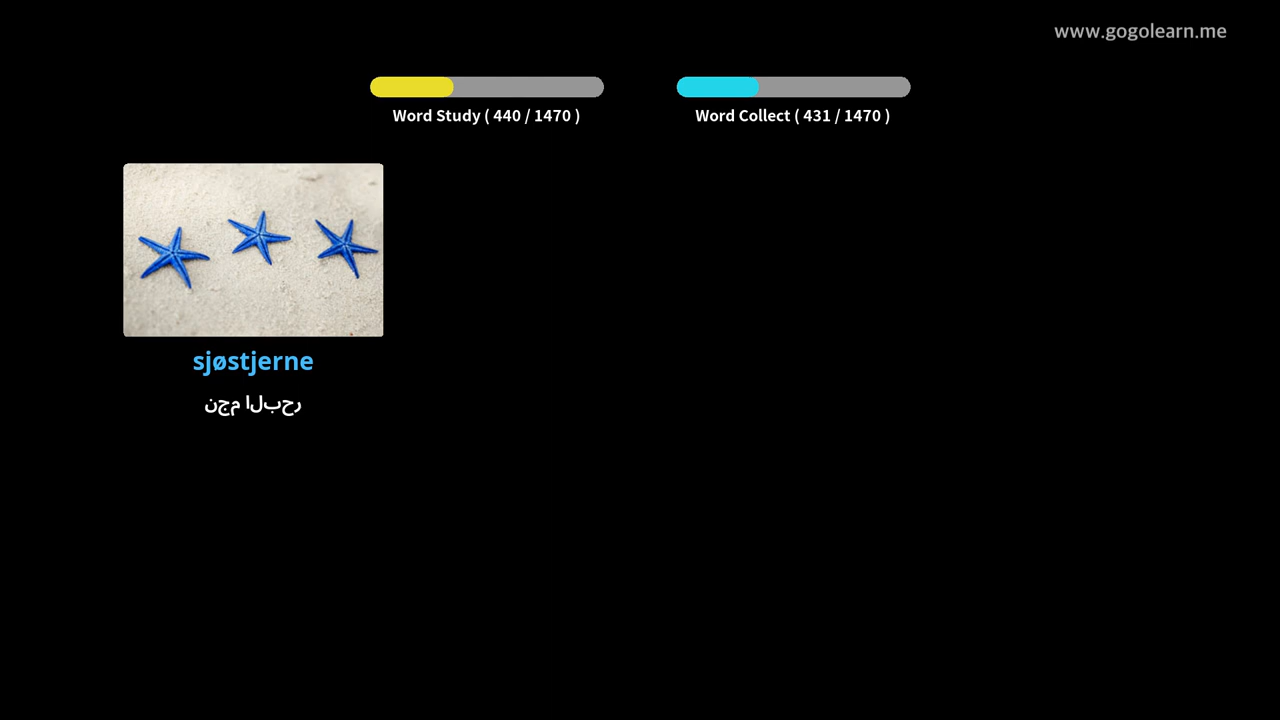 www.gogolearn.me
Word Study ( 440 / 1470 )
Word Collect ( 431 / 1470 )
sjøstjerne
نجم البحر